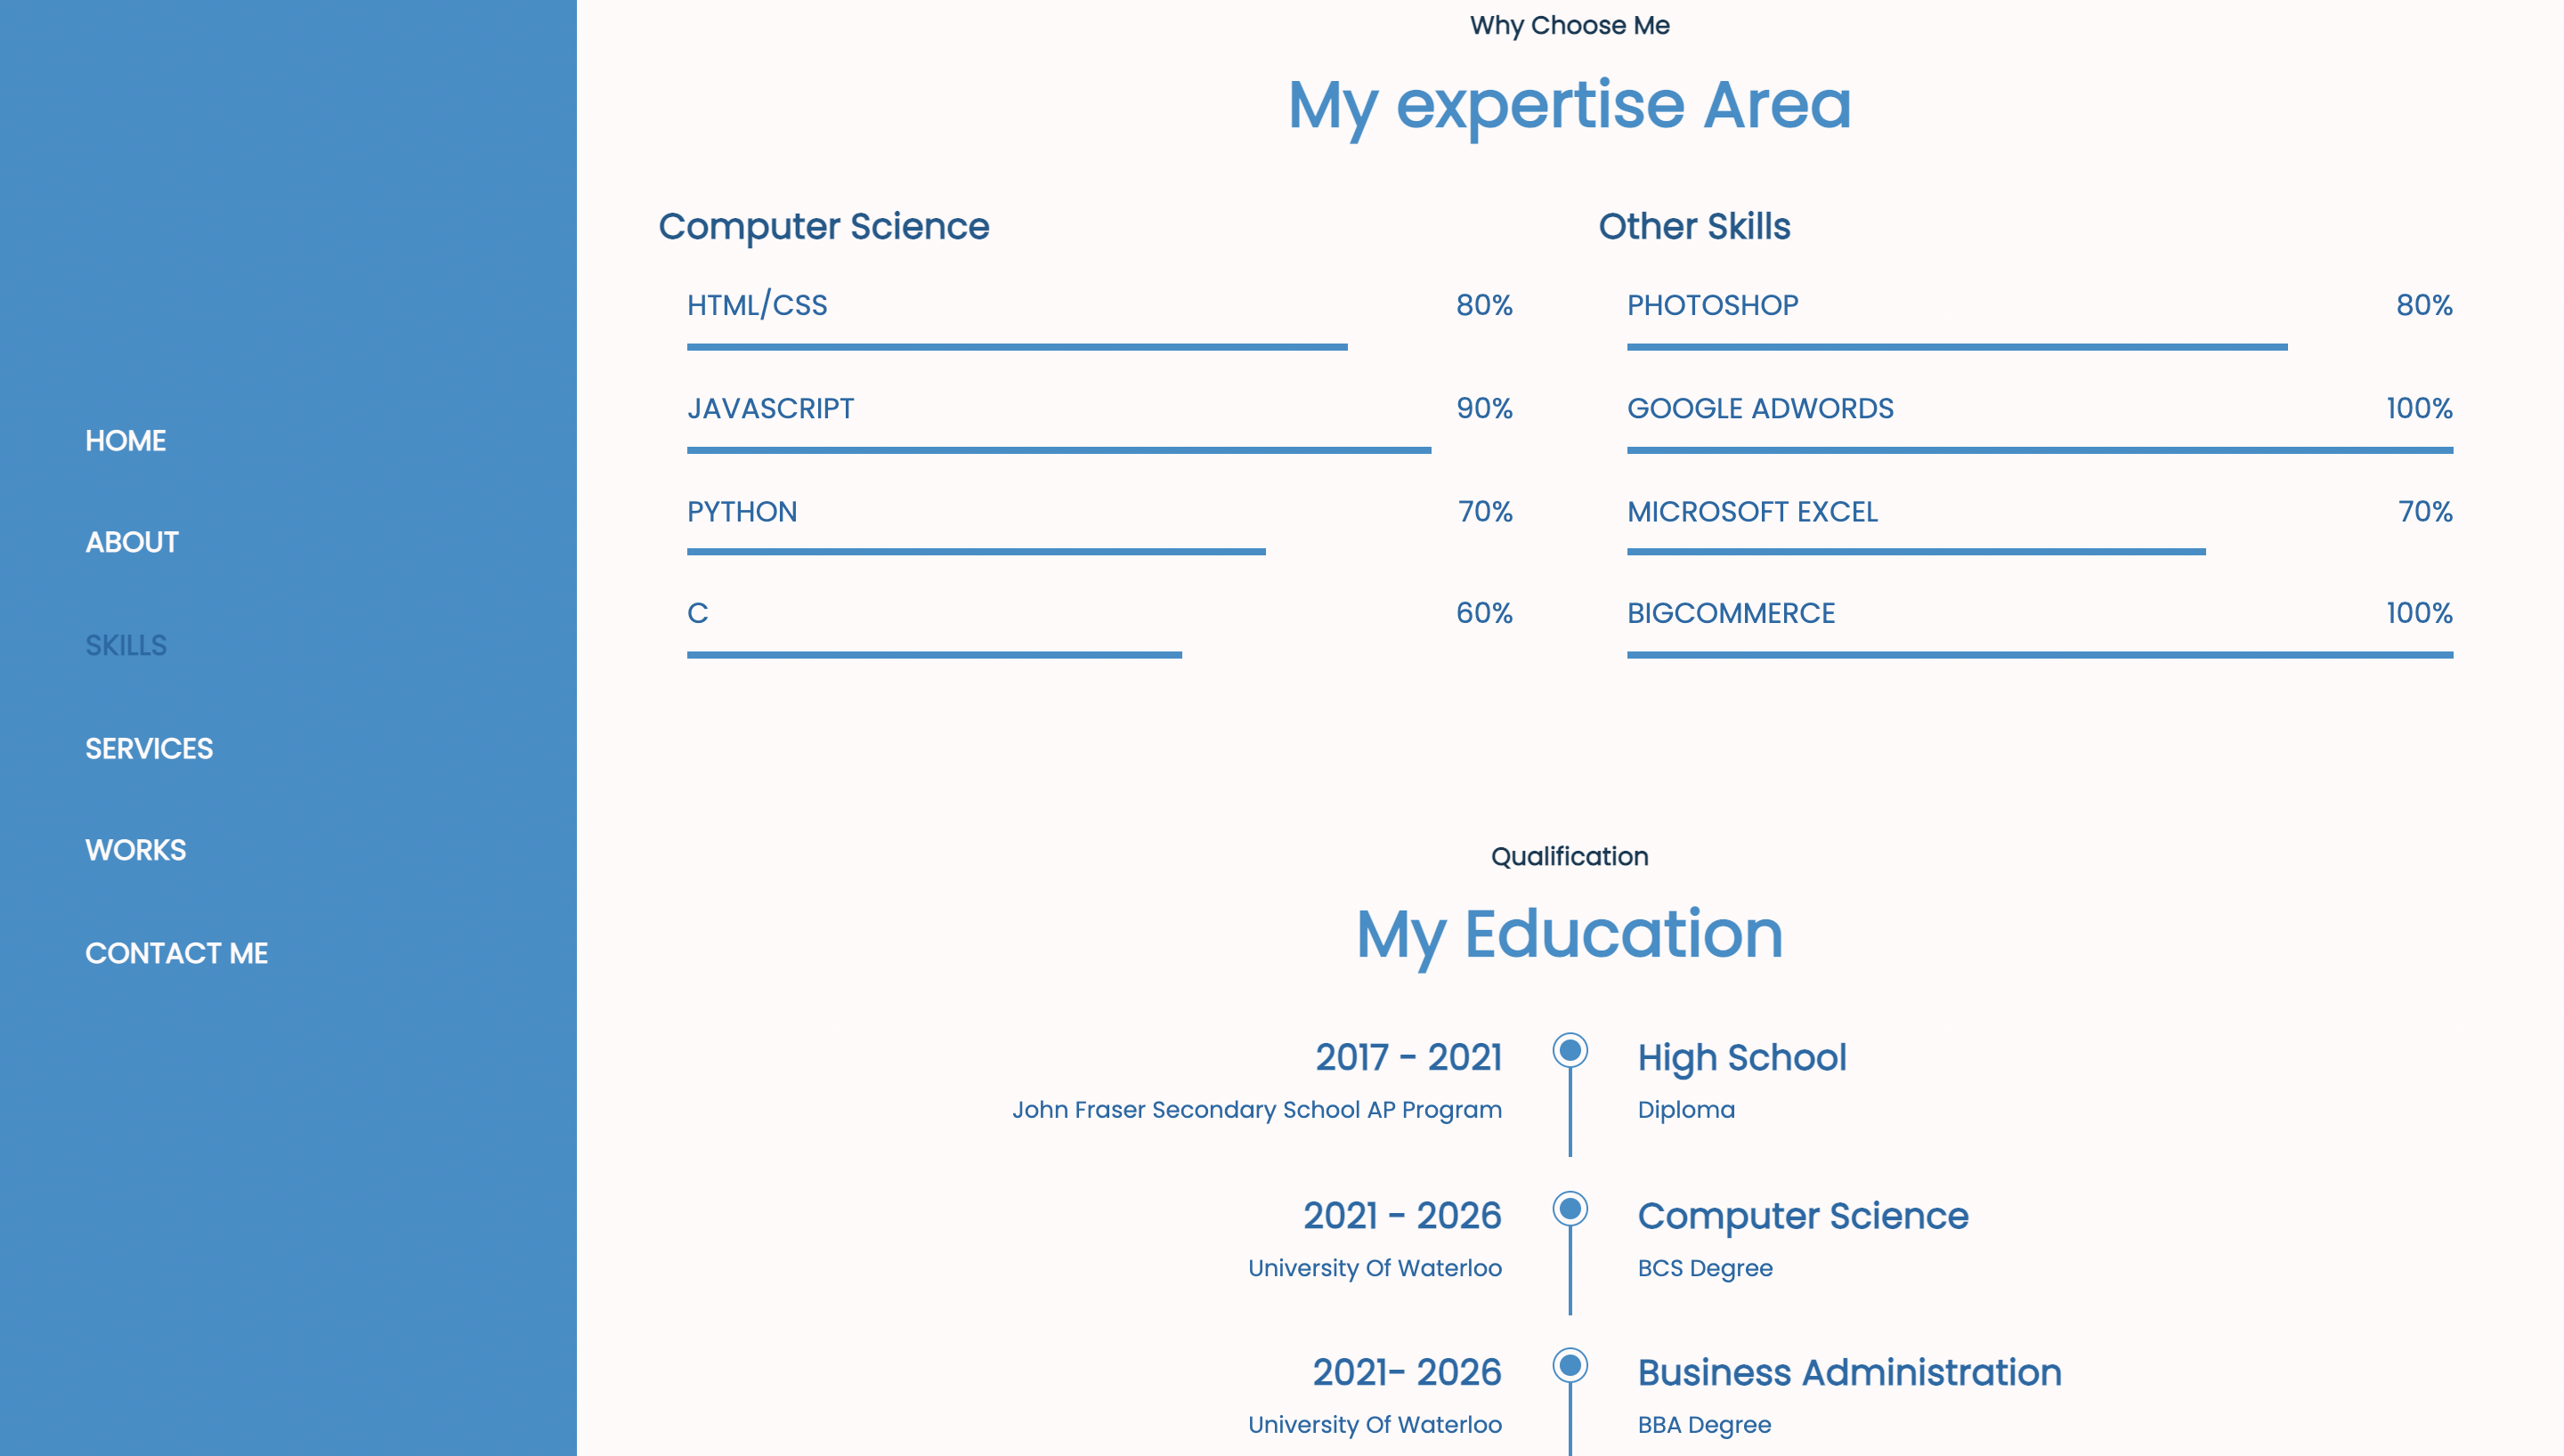 HOME
ABOUT
SKILLS
SERVICES
WORKS
CONTACT ME
Why Choose Me
My expertise Area
Computer Science
HTML/CSS 80%
JAVASCRIPT 90%
PYTHON 70%
C 60%
Other Skills
PHOTOSHOP 80%
GOOGLE ADWORDS 100%
MICROSOFT EXCEL 70%
BIGCOMMERCE 100%
Qualification
My Education
2017 - 2021 High School
John Fraser Secondary School AP Program Diploma
2021 - 2026 Computer Science
University Of Waterloo BCS Degree
2021- 2026 Business Administration
University Of Waterloo BBA Degree